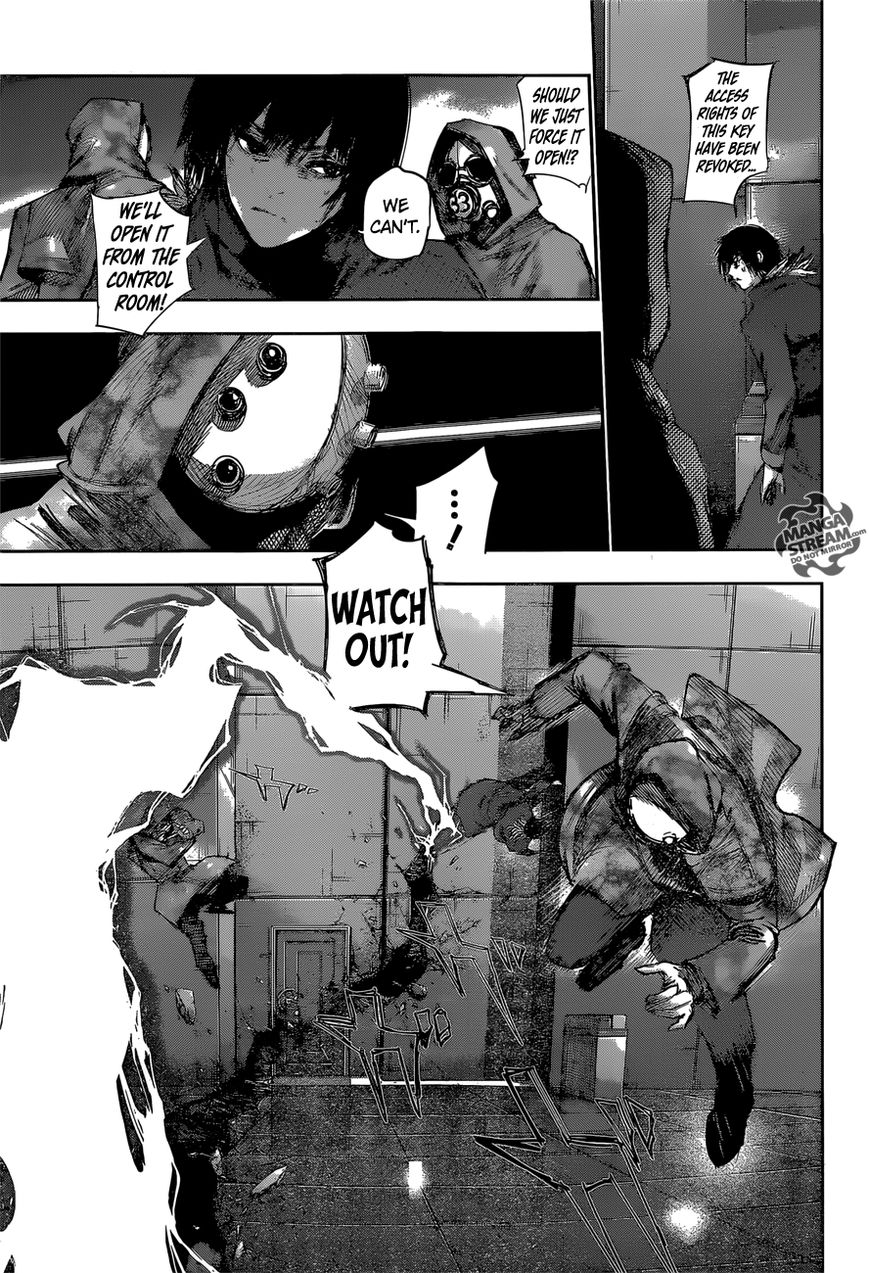 THE
ACCESS
RIGHTS OF
THIS KEY
HAVE BEEN
REVOKED...
SHOULD
WE JUST
FORCE IT
OPEN!?
WE
CAN'T.
WE'LL
OPEN IT
FROM THE
CONTROL
ROOM!
...!
WATCH
OUT!
MANGA
STREAM.com
DO NOT MIRROR